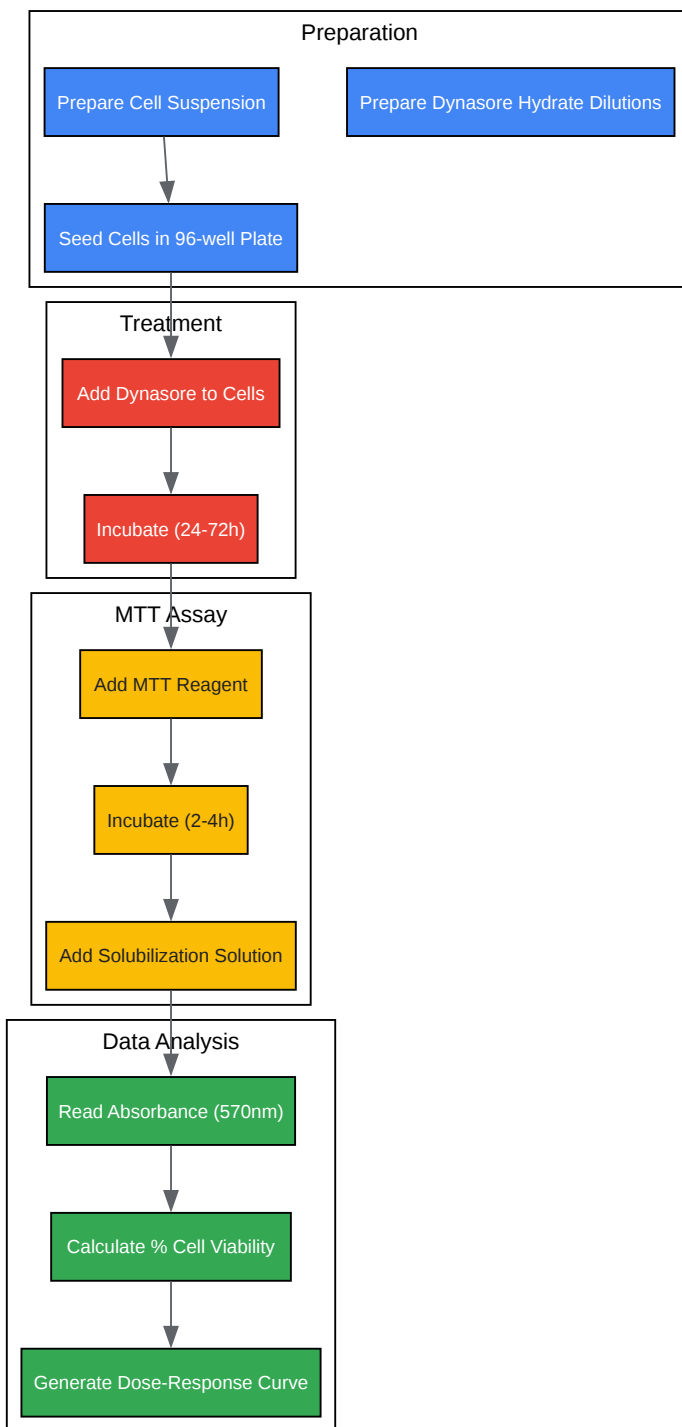 Preparation
Prepare Cell Suspension
Prepare Dynasore Hydrate Dilutions
Seed Cells in 96-well Plate
Treatment
Add Dynasore to Cells
Incubate (24-72h)
MTT Assay
Add MTT Reagent
Incubate (2-4h)
Add Solubilization Solution
Data Analysis
Read Absorbance (570nm)
Calculate % Cell Viability
Generate Dose-Response Curve